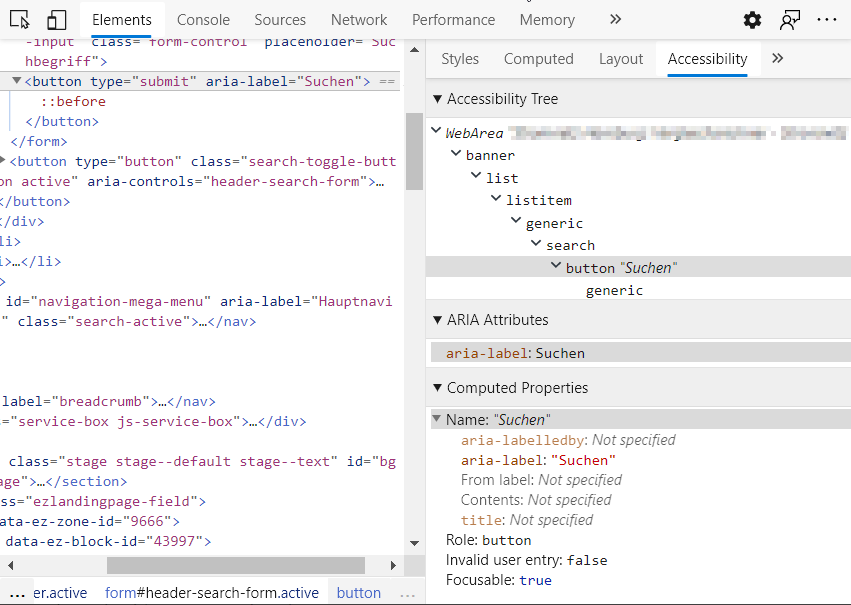 Elements Console Sources Network Performance Memory »
-input" class="form-control" placeholder="Suc
hbegriff">
▼<button type="submit" aria-label="Suchen"> ==
::before
</button>
</form>
▶<button type="button" class="search-toggle-butt
on active" aria-controls="header-search-form">…
</button>
</div>
li>
i>…</li>
>
id="navigation-mega-menu" aria-label="Hauptnavi
" class="search-active">…</nav>
label="breadcrumb">…</nav>
s="service-box js-service-box">…</div>
class="stage stage--default stage--text" id="bg
age">…</section>
ss="ezlandingpage-field">
ata-ez-zone-id="9666">
data-ez-block-id="43997">
... er.active form#header-search-form.active button ...
Styles Computed Layout Accessibility »
▼ Accessibility Tree
WebArea
banner
list
listitem
generic
search
button "Suchen"
generic
▼ ARIA Attributes
aria-label: Suchen
▼ Computed Properties
▼ Name: "Suchen"
aria-labelledby: Not specified
aria-label: "Suchen"
From label: Not specified
Contents: Not specified
title: Not specified
Role: button
Invalid user entry: false
Focusable: true